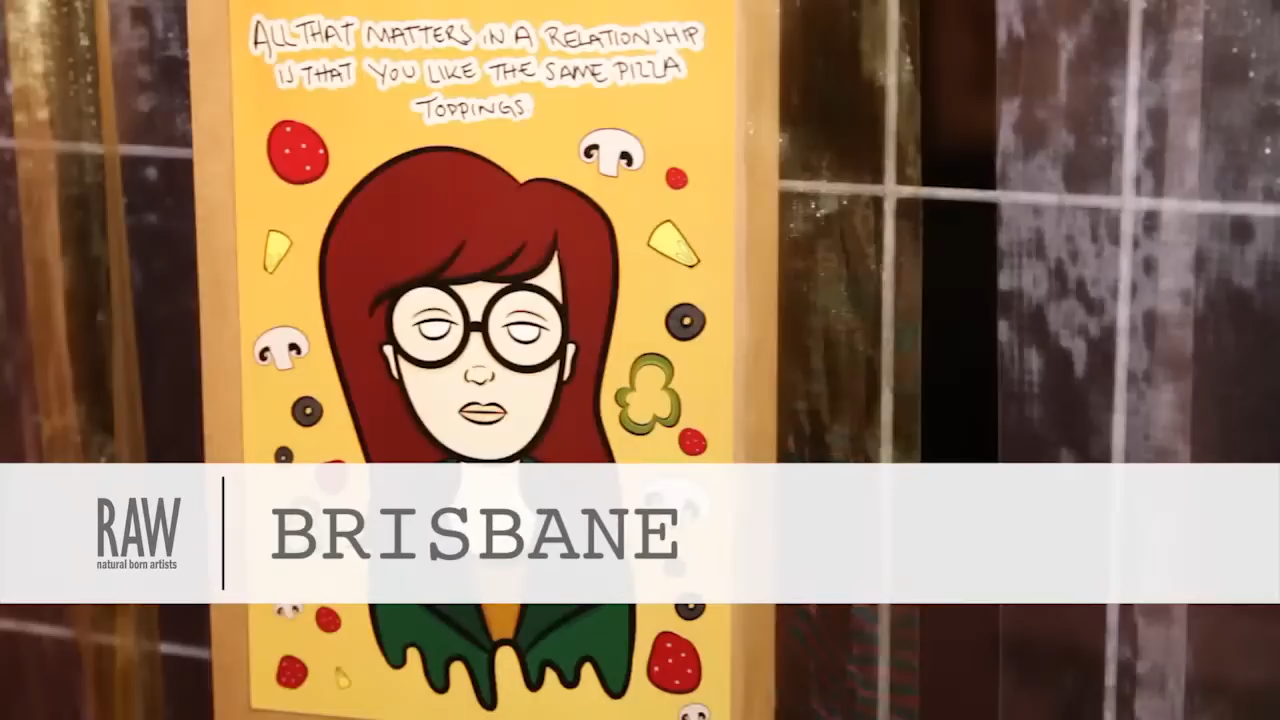 ALL THAT MATTERS IN A RELATIONSHIP
IS THAT YOU LIKE THE SAME PIZZA
TOPPINGS.
RAW
natural born artists
BRISBANE